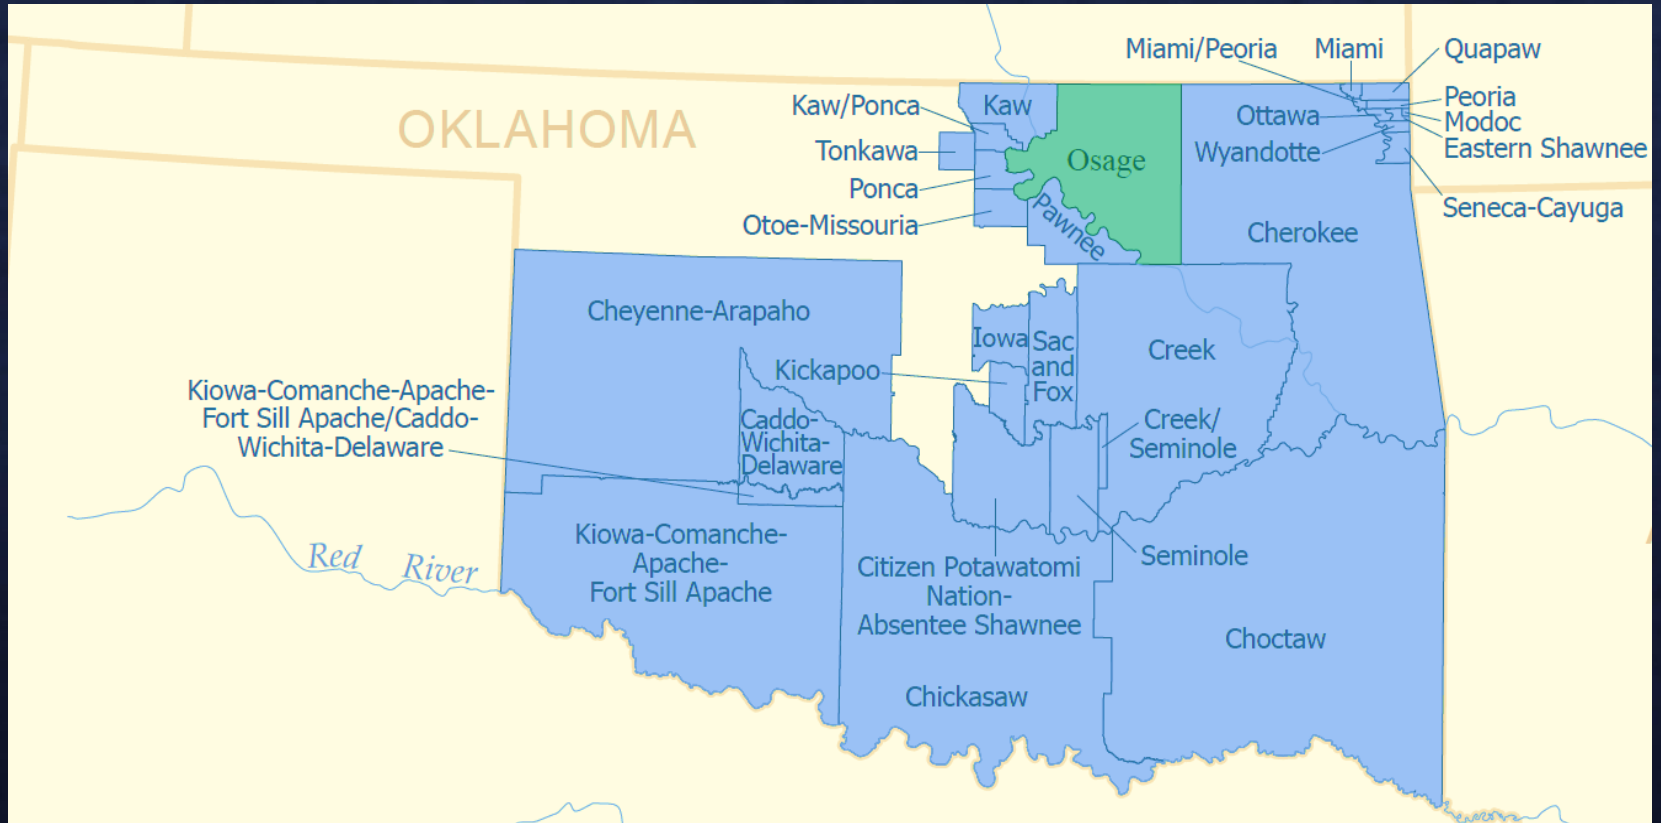 Miami/Peoria
Miami
Quapaw
OKLAHOMA
Kaw/Ponca
Kaw
Peoria
Ottawa
Modoc
Tonkawa
Osage
Wyandotte
Eastern Shawnee
Ponca
Seneca-Cayuga
Otoe-Missouria
Pawnee
Cherokee
Cheyenne-Arapaho
Iowa
Sac
and
Fox
Creek
Kickapoo
Kiowa-Comanche-Apache-
Fort Sill Apache/Caddo-
Wichita-Delaware
Caddo-
Wichita-
Delaware
Creek/
Seminole
Kiowa-Comanche-
Apache-
Fort Sill Apache
Red River
Citizen Potawatomi
Nation-
Absentee Shawnee
Seminole
Choctaw
Chickasaw